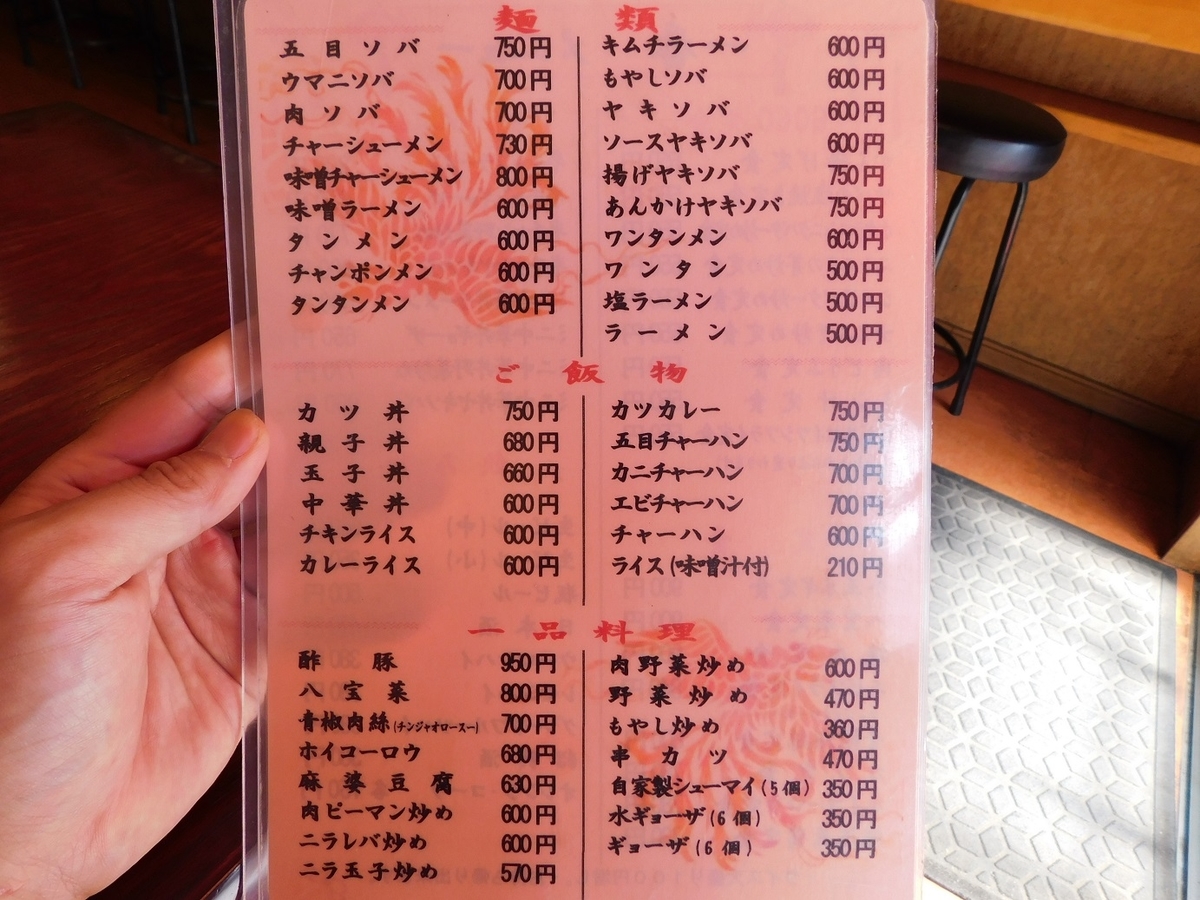 麺類
五目ソバ 750円
ウマニソバ 700円
肉ソバ 700円
チャーシューメン 730円
味噌チャーシューメン 800円
味噌ラーメン 600円
タンメン 600円
チャンポンメン 600円
タンタンメン 600円
キムチラーメン 600円
もやしソバ 600円
ヤキソバ 600円
ソースヤキソバ 600円
揚げヤキソバ 750円
あんかけヤキソバ 750円
ワンタンメン 600円
ワンタン 500円
塩ラーメン 500円
ラーメン 500円
ご飯物
カツ丼 750円
親子丼 680円
玉子丼 660円
中華丼 600円
チキンライス 600円
カレーライス 600円
カツカレー 750円
五目チャーハン 750円
カニチャーハン 700円
エビチャーハン 700円
チャーハン 600円
ライス(味噌汁付) 210円
一品料理
酢豚 950円
八宝菜 800円
青椒肉絲(チンジャオロースー) 700円
ホイコーロウ 680円
麻婆豆腐 630円
肉ピーマン炒め 600円
ニラレバ炒め 600円
ニラ玉子炒め 570円
肉野菜炒め 600円
野菜炒め 470円
もやし炒め 360円
串カツ 470円
自家製シューマイ(5個) 350円
水ギョーザ(6個) 350円
ギョーザ(6個) 350円